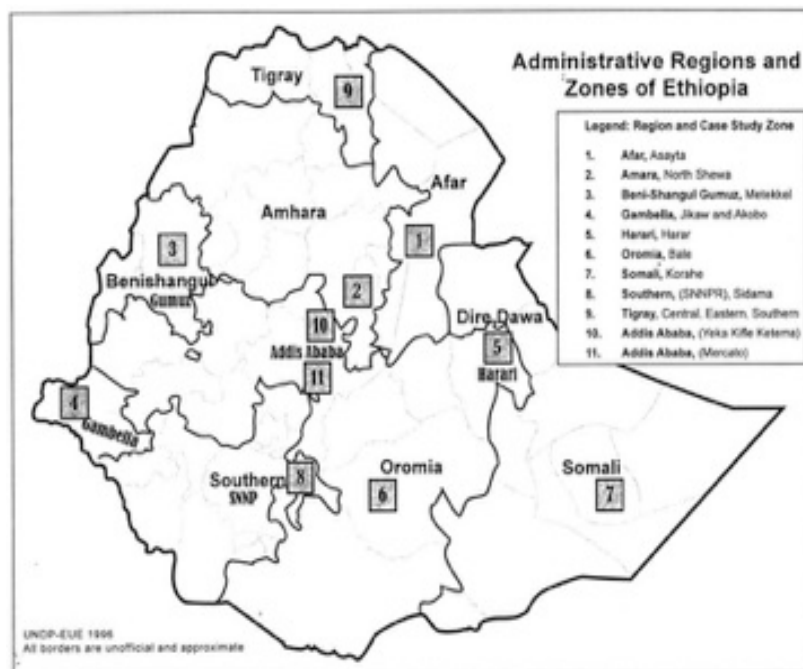 Administrative Regions and
Zones of Ethiopia
Legend: Region and Case Study Zone
1. Afar, Asayta
2. Amara, North Shewa
3. Beni-Shangul Gumuz, Metekkel
4. Gambella, Jikaw and Akobo
5. Harari, Harar
6. Oromia, Bale
7. Somali, Korahe
8. Southern, (SNNPR), Sidama
9. Tigray, Central, Eastern, Southern
10. Addis Ababa, (Yeka Kifle Ketema)
11. Addis Ababa, (Mercato)
Tigray
9
Afar
Amhara
1
3
Benishangul
Gumuz
2
10
Addis Ababa
11
Dire Dawa
5
Harari
4
Gambella
Southern
SNNP
8
Oromia
6
Somali
7
UNDP-EUE 1996
All borders are unofficial and approximate